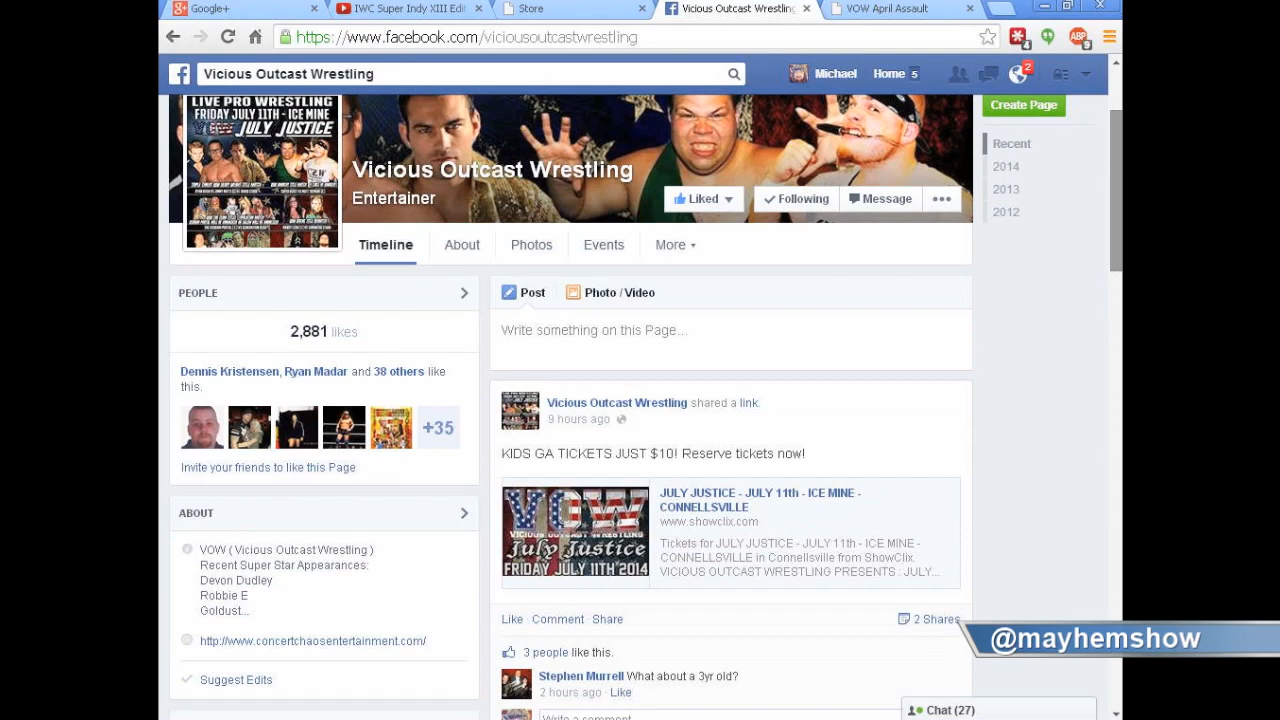 Google+
IWC Super Indy XIII Edit
Store
Vicious Outcast Wrestling
VOW April Assault
https://www.facebook.com/viciousoutcastwrestling
4
ABP
9
Vicious Outcast Wrestling
Michael
Home 5
2
LIVE PRO WRESTLING
FRIDAY JULY 11TH - ICE MINE
VOW JULY JUSTICE
Vicious Outcast Wrestling
Entertainer
Liked
Following
Message
Create Page
Recent
2014
2013
2012
Timeline
About
Photos
Events
More
PEOPLE
2,881 likes
Dennis Kristensen, Ryan Madar and 38 others like
this.
+35
Invite your friends to like this Page
ABOUT
VOW ( Vicious Outcast Wrestling )
Recent Super Star Appearances:
Devon Dudley
Robbie E
Goldust...
http://www.concertchaosentertainment.com/
Suggest Edits
Post
Photo / Video
Write something on this Page...
Vicious Outcast Wrestling shared a link.
9 hours ago
KIDS GA TICKETS JUST $10! Reserve tickets now!
VOW
VICIOUS OUTCAST WRESTLING
July Justice
FRIDAY JULY 11TH 2014
JULY JUSTICE - JULY 11th - ICE MINE -
CONNELLSVILLE
www.showclix.com
Tickets for JULY JUSTICE - JULY 11th - ICE MINE -
CONNELLSVILLE in Connellsville from ShowClix.
VICIOUS OUTCAST WRESTLING PRESENTS : JULY...
Like · Comment · Share
2 Shares
3 people like this.
Stephen Murrell What about a 3yr old?
2 hours ago · Like
Write a comment...
Chat (27)
@mayhemshow